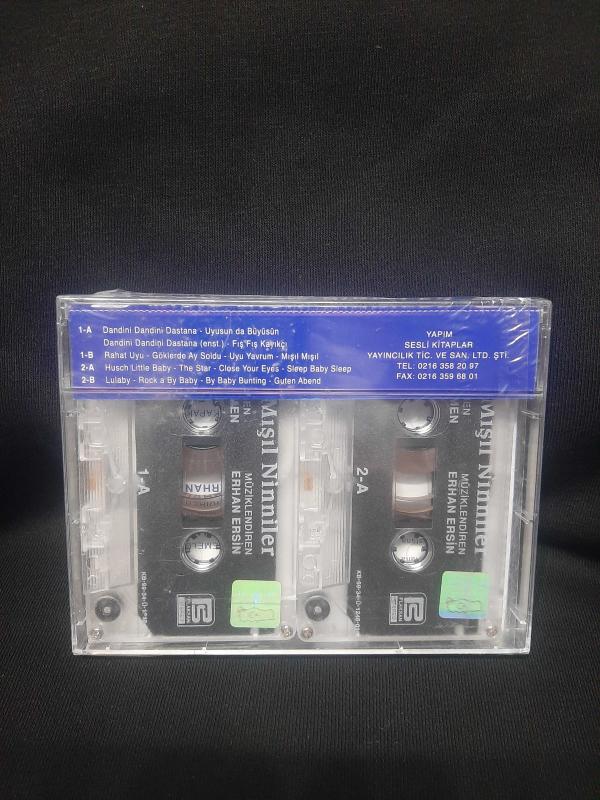 1-A Dandini Dandini Dastana - Uyusun da Büyüsün
Dandini Dandini Dastana (enst.) - Fış Fış Kayıkçı
1-B Rahat Uyu - Göklerde Ay Soldu - Uyu Yavrum - Mışıl Mışıl
2-A Husch Little Baby - The Star - Close Your Eyes - Sleep Baby Sleep
2-B Lulaby - Rock a By Baby - By Baby Bunting - Guten Abend
YAPIM
SESLİ KİTAPLAR
YAYINCILIK TİC. VE SAN. LTD. ŞTİ.
TEL: 0216 358 20 97
FAX: 0216 359 68 01
Mışıl Ninniler
MÜZİKLENDİREN
ERHAN ERSİN
1-A
RHAN
KAPAK
Mışıl Ninniler
MÜZİKLENDİREN
ERHAN ERSİN
2-A